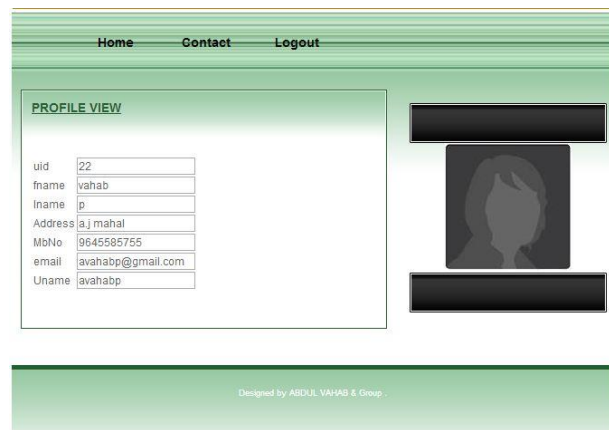 Home Contact Logout
PROFILE VIEW
uid 22
fname vahab
lname p
Address a.j mahal
MbNo 9645585755
email avahabp@gmail.com
Uname avahabp
Designed by ABDUL VAHAB & Group .